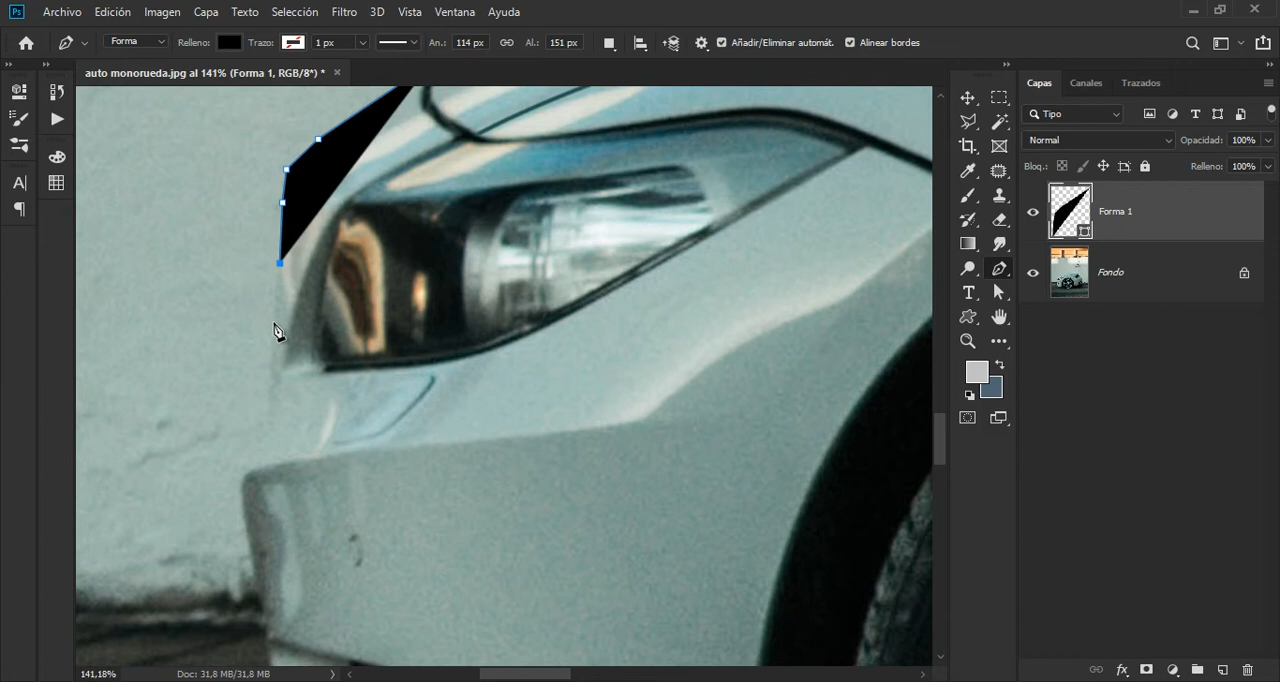 Ps Archivo Edición Imagen Capa Texto Selección Filtro 3D Vista Ventana Ayuda
Forma Relleno: Trazo: 1 px An.: 114 px Al.: 151 px Añadir/Eliminar automát. Alinear bordes
auto monorueda.jpg al 141% (Forma 1, RGB/8*) * ×
Capas Canales Trazados
Tipo
Normal Opacidad: 100%
Bloq.: Relleno: 100%
Forma 1
Fondo
141,18% Doc: 31,8 MB/31,8 MB